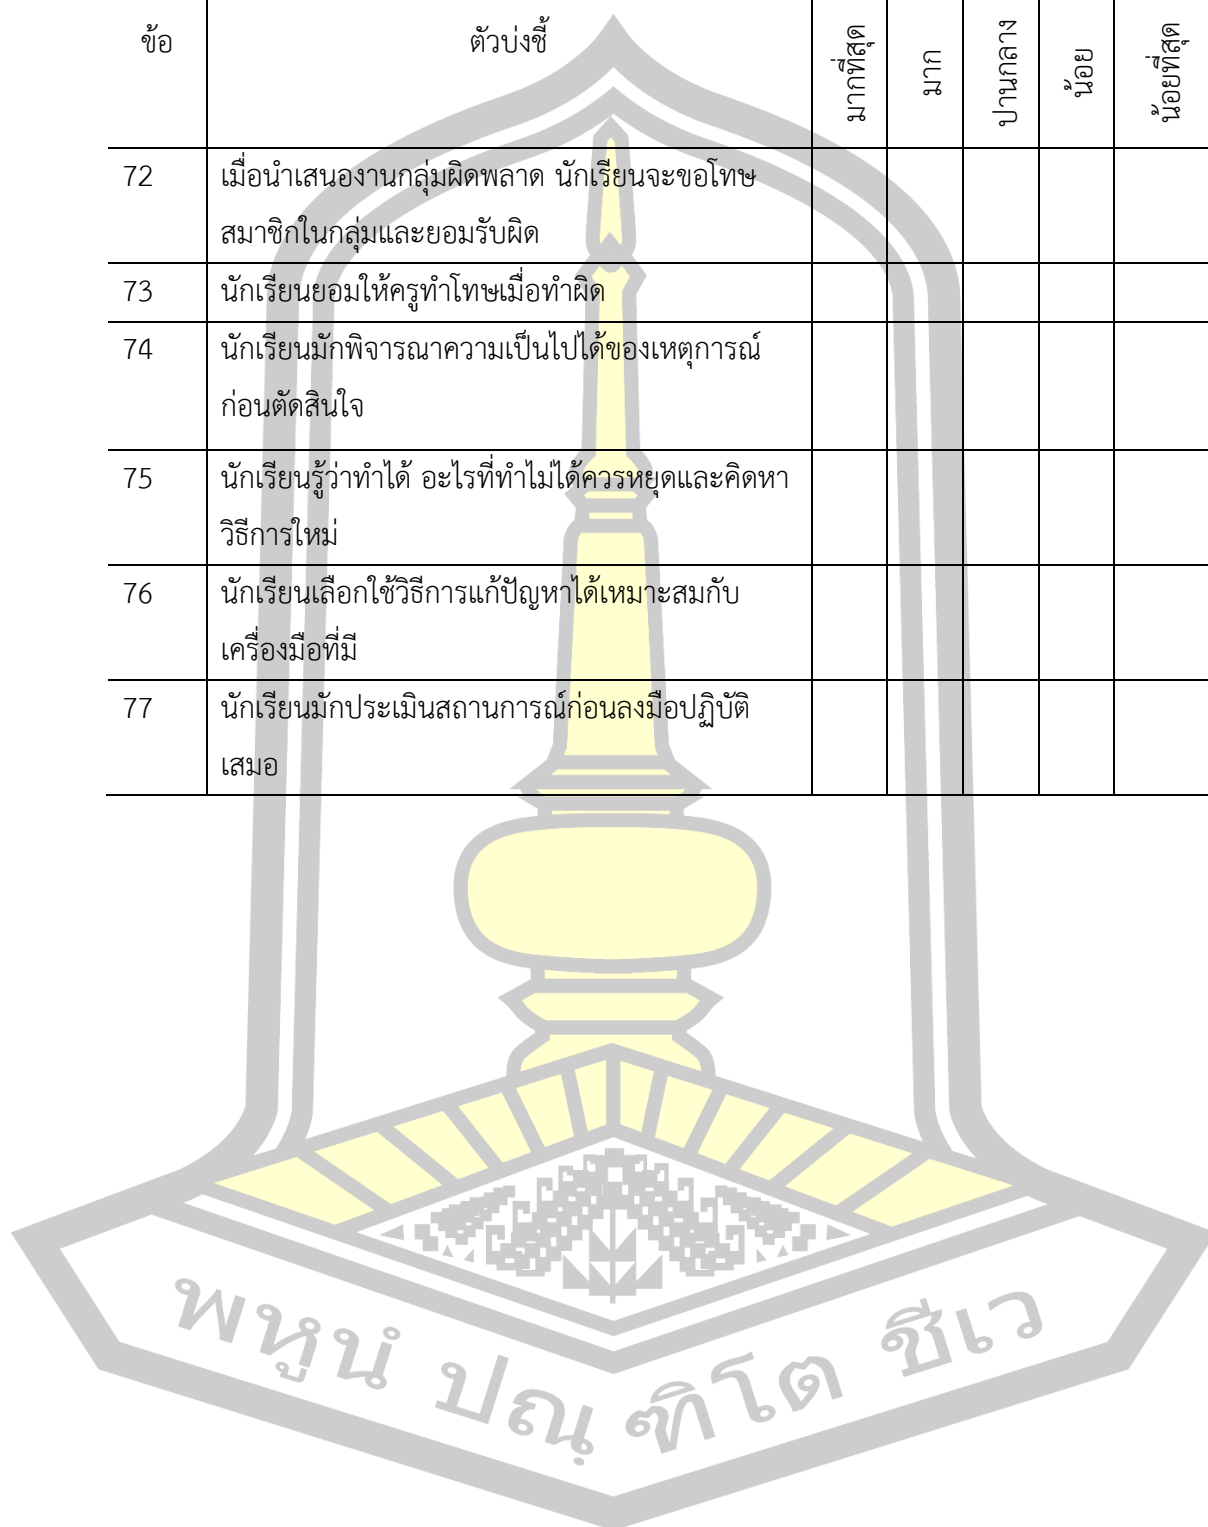 ข้อ ตัวบ่งชี้ มากที่สุด มาก ปานกลาง น้อย น้อยที่สุด
72 เมื่อนำเสนองานกลุ่มผิดพลาด นักเรียนจะขอโทษ
สมาชิกในกลุ่มและยอมรับผิด
73 นักเรียนยอมให้ครูทำโทษเมื่อทำผิด
74 นักเรียนมักพิจารณาความเป็นไปได้ของเหตุการณ์
ก่อนตัดสินใจ
75 นักเรียนรู้ว่าทำได้ อะไรที่ทำไม่ได้ควรหยุดและคิดหา
วิธีการใหม่
76 นักเรียนเลือกใช้วิธีการแก้ปัญหาได้เหมาะสมกับ
เครื่องมือที่มี
77 นักเรียนมักประเมินสถานการณ์ก่อนลงมือปฏิบัติ
เสมอ
พหูนํ ปณฺฑิโต ชีเว